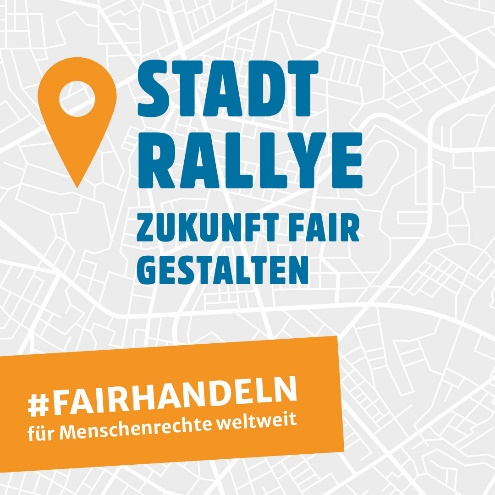 STADT
RALLYE
ZUKUNFT FAIR
GESTALTEN
#FAIRHANDELN
für Menschenrechte weltweit